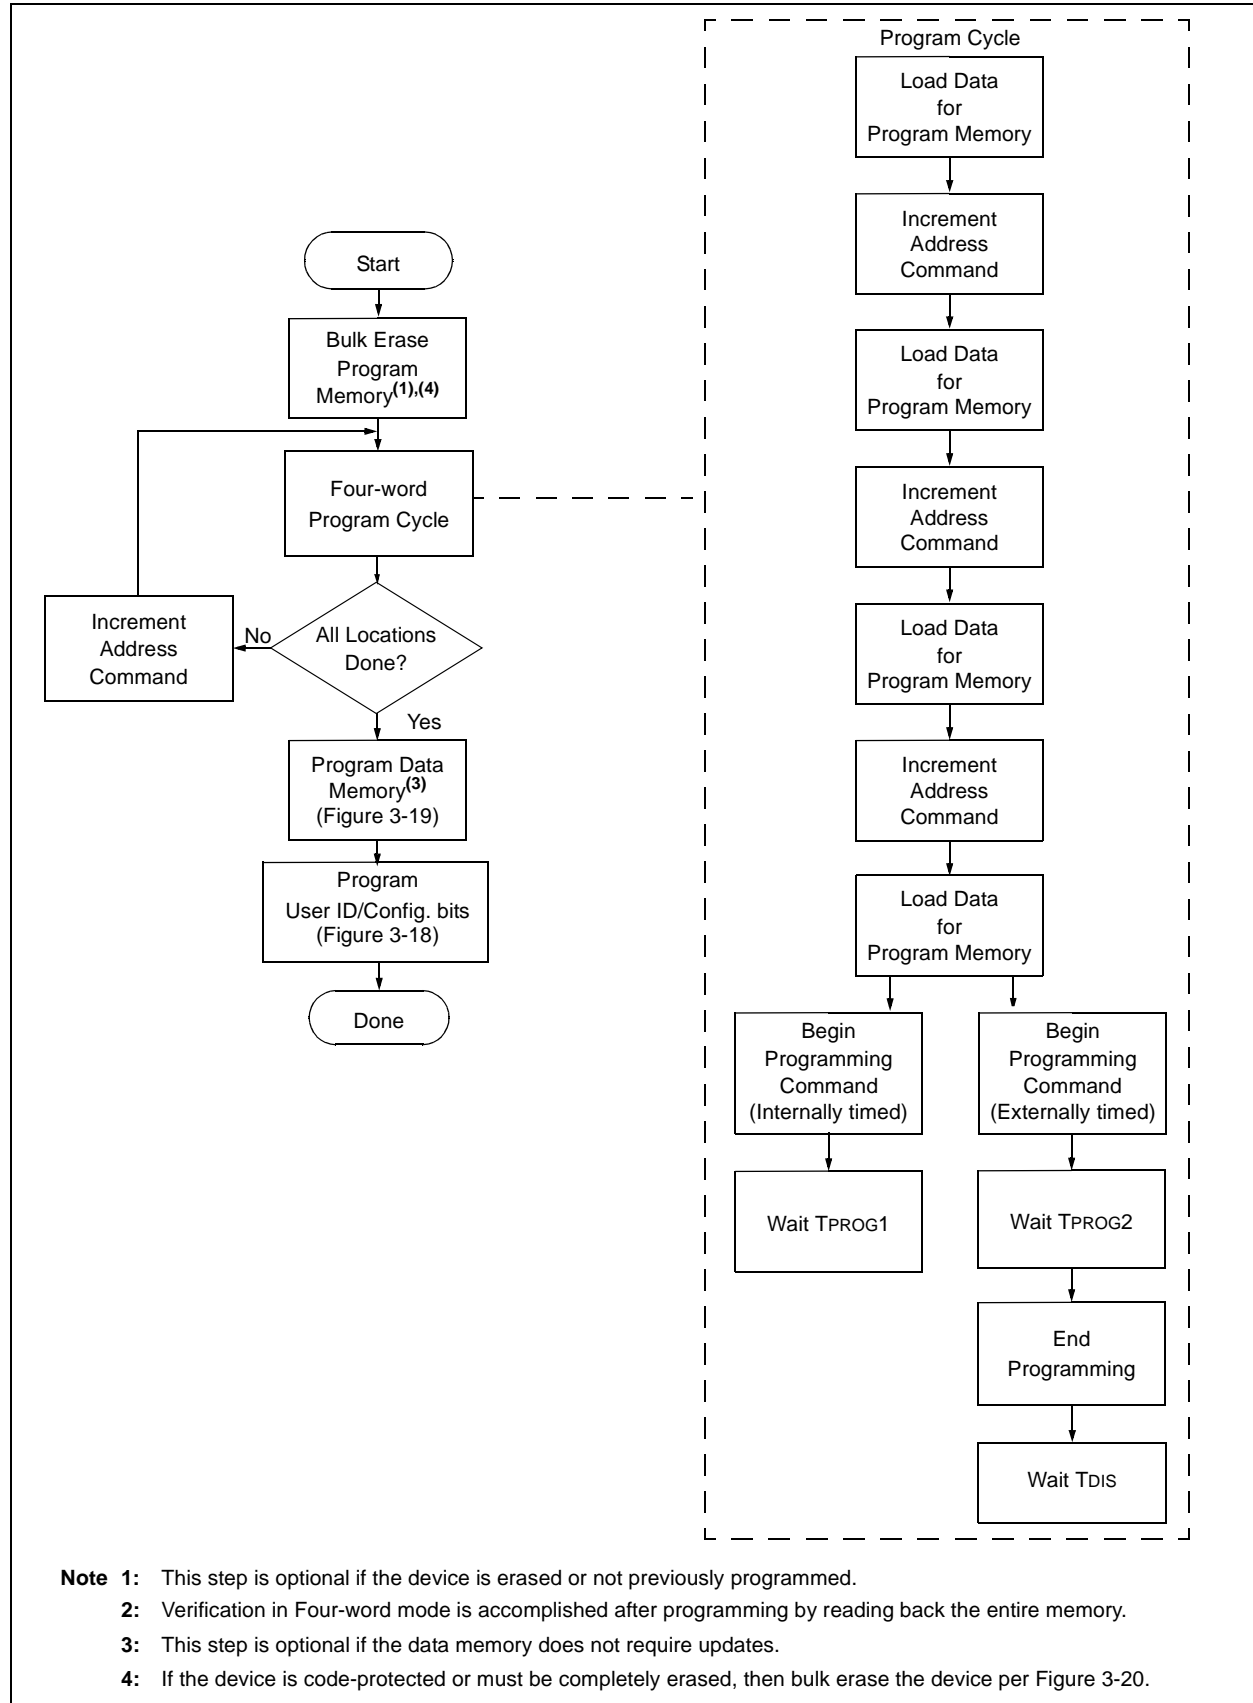 Start
Bulk Erase
Program
Memory(1),(4)
Four-word
Program Cycle
All Locations
Done?
No
Increment
Address
Command
Yes
Program Data
Memory(3)
(Figure 3-19)
Program
User ID/Config. bits
(Figure 3-18)
Done
Program Cycle
Load Data
for
Program Memory
Increment
Address
Command
Load Data
for
Program Memory
Increment
Address
Command
Load Data
for
Program Memory
Increment
Address
Command
Load Data
for
Program Memory
Begin
Programming
Command
(Internally timed)
Wait TPROG1
Begin
Programming
Command
(Externally timed)
Wait TPROG2
End
Programming
Wait TDIS
Note 1: This step is optional if the device is erased or not previously programmed.
2: Verification in Four-word mode is accomplished after programming by reading back the entire memory.
3: This step is optional if the data memory does not require updates.
4: If the device is code-protected or must be completely erased, then bulk erase the device per Figure 3-20.